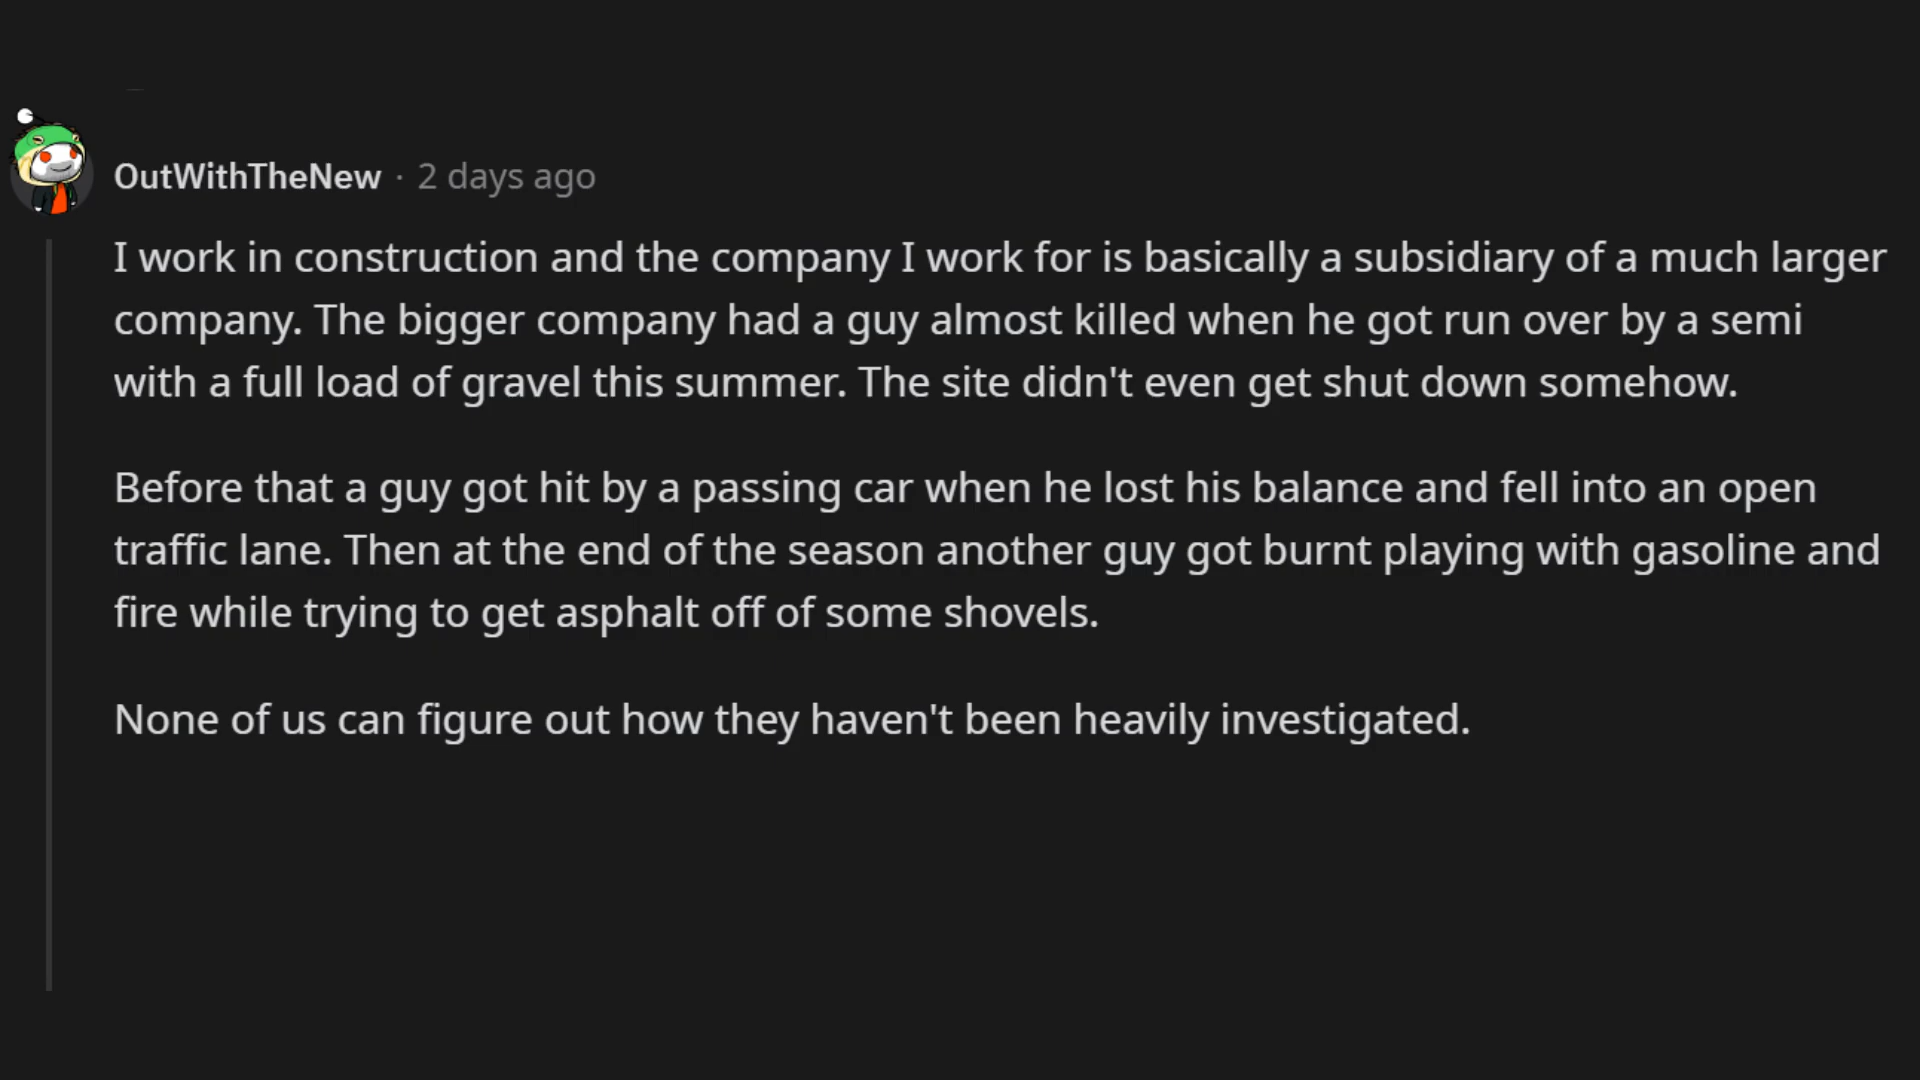 OutWithTheNew · 2 days ago
I work in construction and the company I work for is basically a subsidiary of a much larger
company. The bigger company had a guy almost killed when he got run over by a semi
with a full load of gravel this summer. The site didn't even get shut down somehow.
Before that a guy got hit by a passing car when he lost his balance and fell into an open
traffic lane. Then at the end of the season another guy got burnt playing with gasoline and
fire while trying to get asphalt off of some shovels.
None of us can figure out how they haven't been heavily investigated.